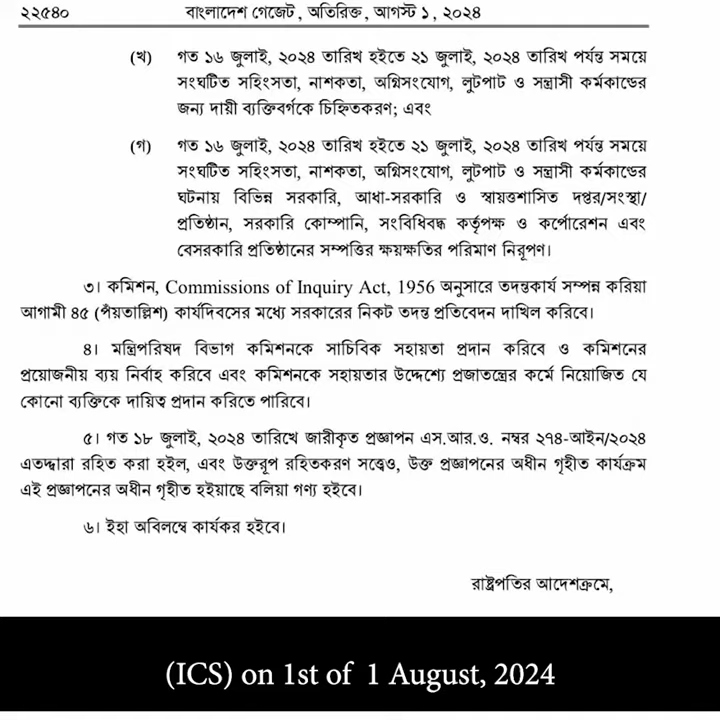 ২২৫৪০ বাংলাদেশ গেজেট, অতিরিক্ত, আগস্ট ১, ২০২৪
(খ) গত ১৬ জুলাই, ২০২৪ তারিখ হইতে ২১ জুলাই, ২০২৪ তারিখ পর্যন্ত সময়ে
সংঘটিত সহিংসতা, নাশকতা, অগ্নিসংযোগ, লুটপাট ও সন্ত্রাসী কর্মকান্ডের
জন্য দায়ী ব্যক্তিবর্গকে চিহ্নিতকরণ; এবং
(গ) গত ১৬ জুলাই, ২০২৪ তারিখ হইতে ২১ জুলাই, ২০২৪ তারিখ পর্যন্ত সময়ে
সংঘটিত সহিংসতা, নাশকতা, অগ্নিসংযোগ, লুটপাট ও সন্ত্রাসী কর্মকান্ডের
ঘটনায় বিভিন্ন সরকারি, আধা-সরকারি ও স্বায়ত্তশাসিত দপ্তর/সংস্থা/
প্রতিষ্ঠান, সরকারি কোম্পানি, সংবিধিবদ্ধ কর্তৃপক্ষ ও কর্পোরেশন এবং
বেসরকারি প্রতিষ্ঠানের সম্পত্তির ক্ষয়ক্ষতির পরিমাণ নিরূপণ।
৩। কমিশন, Commissions of Inquiry Act, 1956 অনুসারে তদন্তকার্য সম্পন্ন করিয়া
আগামী ৪৫ (পঁয়তাল্লিশ) কার্যদিবসের মধ্যে সরকারের নিকট তদন্ত প্রতিবেদন দাখিল করিবে।
৪। মন্ত্রিপরিষদ বিভাগ কমিশনকে সাচিবিক সহায়তা প্রদান করিবে ও কমিশনের
প্রয়োজনীয় ব্যয় নির্বাহ করিবে এবং কমিশনকে সহায়তার উদ্দেশ্যে প্রজাতন্ত্রের কর্মে নিয়োজিত যে
কোনো ব্যক্তিকে দায়িত্ব প্রদান করিতে পারিবে।
৫। গত ১৮ জুলাই, ২০২৪ তারিখে জারীকৃত প্রজ্ঞাপন এস.আর.ও. নম্বর ২৭৪-আইন/২০২৪
এতদ্দ্বারা রহিত করা হইল, এবং উক্তরূপ রহিতকরণ সত্ত্বেও, উক্ত প্রজ্ঞাপনের অধীন গৃহীত কার্যক্রম
এই প্রজ্ঞাপনের অধীন গৃহীত হইয়াছে বলিয়া গণ্য হইবে।
৬। ইহা অবিলম্বে কার্যকর হইবে।
রাষ্ট্রপতির আদেশক্রমে,
(ICS) on 1st of 1 August, 2024